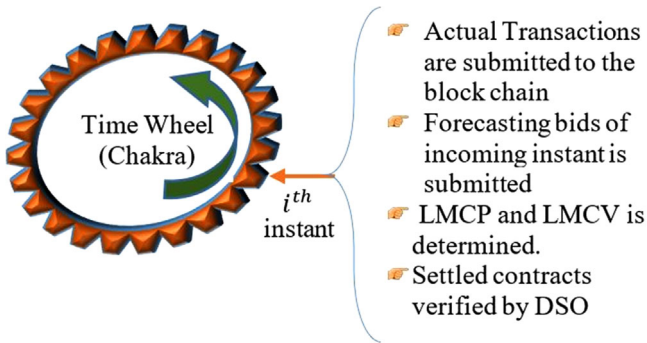 Time Wheel
(Chakra)
i^th
instant
Actual Transactions
are submitted to the
block chain
Forecasting bids of
incoming instant is
submitted
LMCP and LMCV is
determined.
Settled contracts
verified by DSO